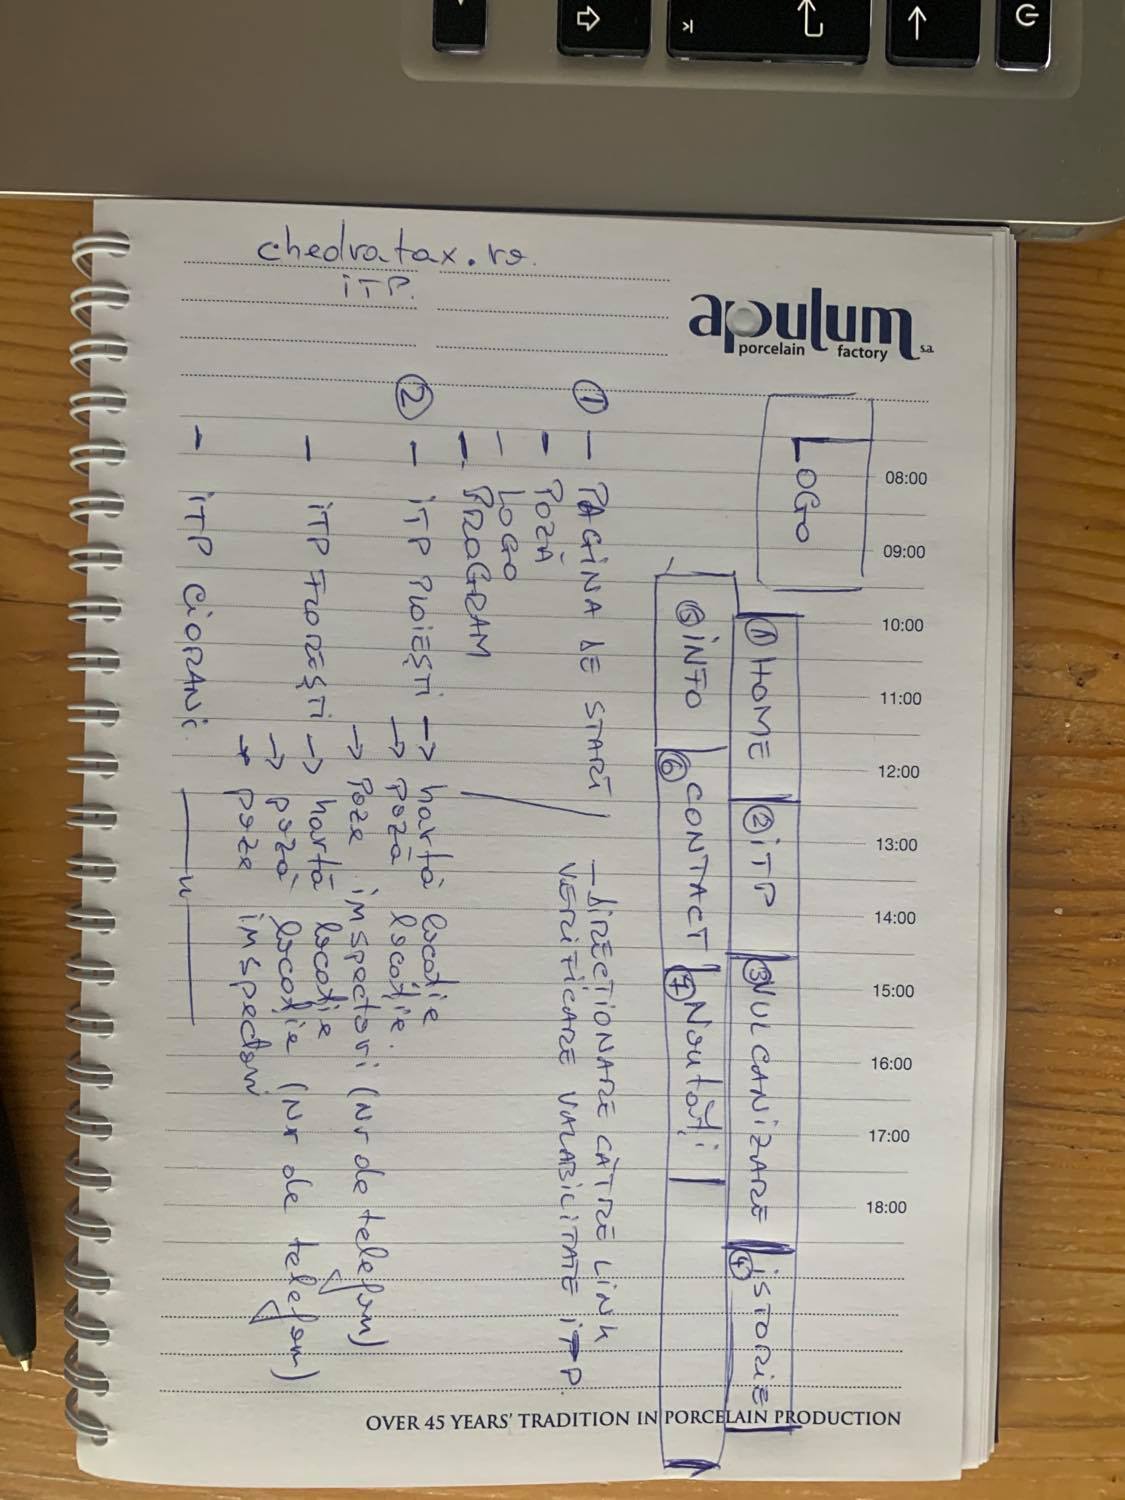 chedvatax.ro.
ITP.
apulum
porcelain factory s.a.
LOGO
① HOME ② ITP ③ VULCANIZARE ④ ISTORIE
⑤ INFO ⑥ CONTACT ⑦ Noutăți
① – PAGINA DE START – DIRECȚIONARE CĂTRE LINK
VERIFICARE VALABILITATE ITP.
– POZĂ
– LOGO
– PROGRAM
② – ITP PLOIEȘTI → hartă locație
→ poză locație.
→ Poze inspectori (Nr de telefon)
– ITP FLOREȘTI → hartă locație
→ poză locație (Nr de telefon)
→ poze inspectori
– ITP CIORANI. — " —
08:00
09:00
10:00
11:00
12:00
13:00
14:00
15:00
16:00
17:00
18:00
OVER 45 YEARS' TRADITION IN PORCELAIN PRODUCTION